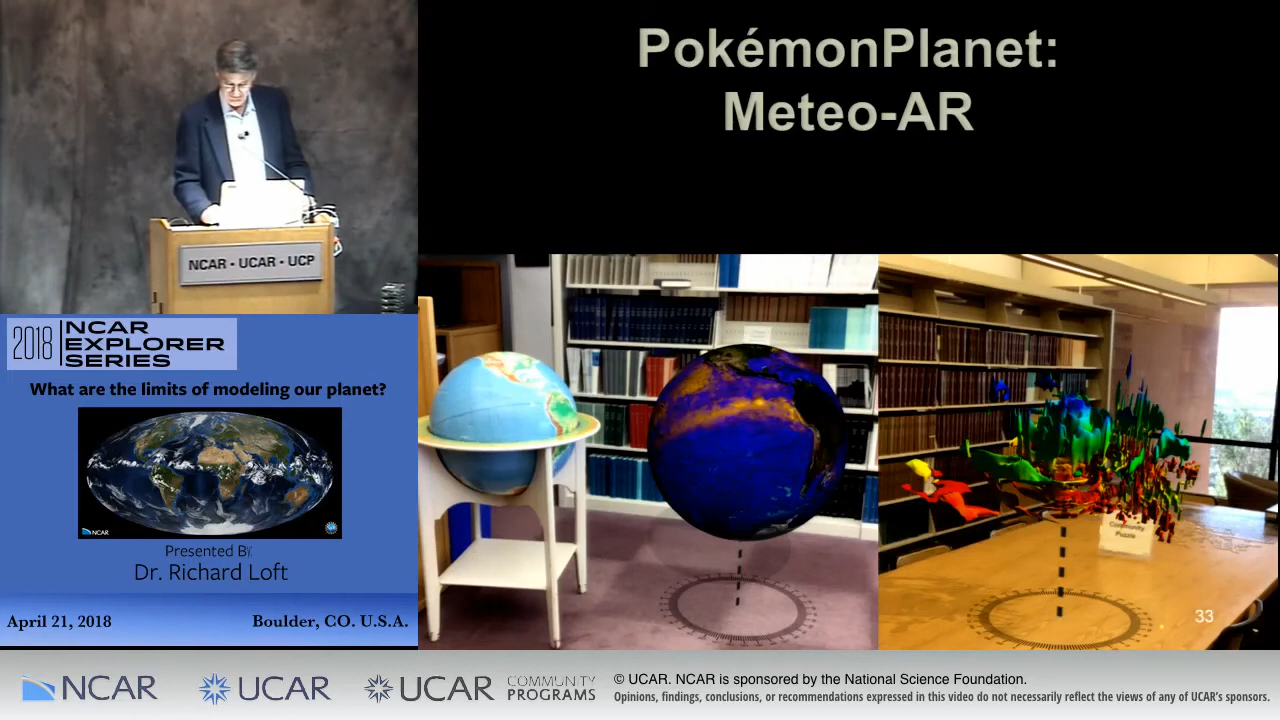 PokémonPlanet:
Meteo-AR
NCAR • UCAR • UCP
2018 NCAR
EXPLORER
SERIES
What are the limits of modeling our planet?
NCAR
Presented By:
Dr. Richard Loft
April 21, 2018
Boulder, CO. U.S.A.
Community
Puzzle
33
NCAR
UCAR
UCAR
COMMUNITY
PROGRAMS
© UCAR. NCAR is sponsored by the National Science Foundation.
Opinions, findings, conclusions, or recommendations expressed in this video do not necessarily reflect the views of any of UCAR's sponsors.